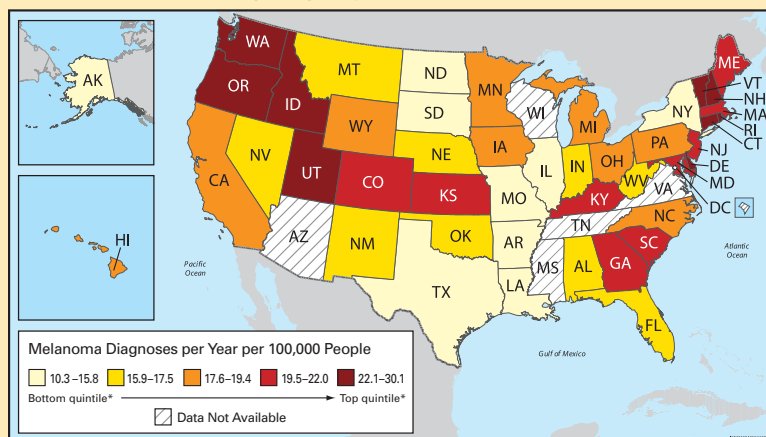 AK
HI
WA
OR
ID
MT
WY
NV
CA
UT
AZ
CO
NM
ND
SD
NE
KS
OK
TX
MN
IA
MO
AR
LA
WI
IL
MI
IN
OH
KY
TN
MS
AL
GA
FL
SC
NC
VA
WV
PA
NY
ME
VT
NH
MA
RI
CT
NJ
DE
MD
DC
Pacific
Ocean
Atlantic
Ocean
Gulf of Mexico
Melanoma Diagnoses per Year per 100,000 People
10.3–15.8 15.9–17.5 17.6–19.4 19.5–22.0 22.1–30.1
Bottom quintile* Top quintile*
Data Not Available